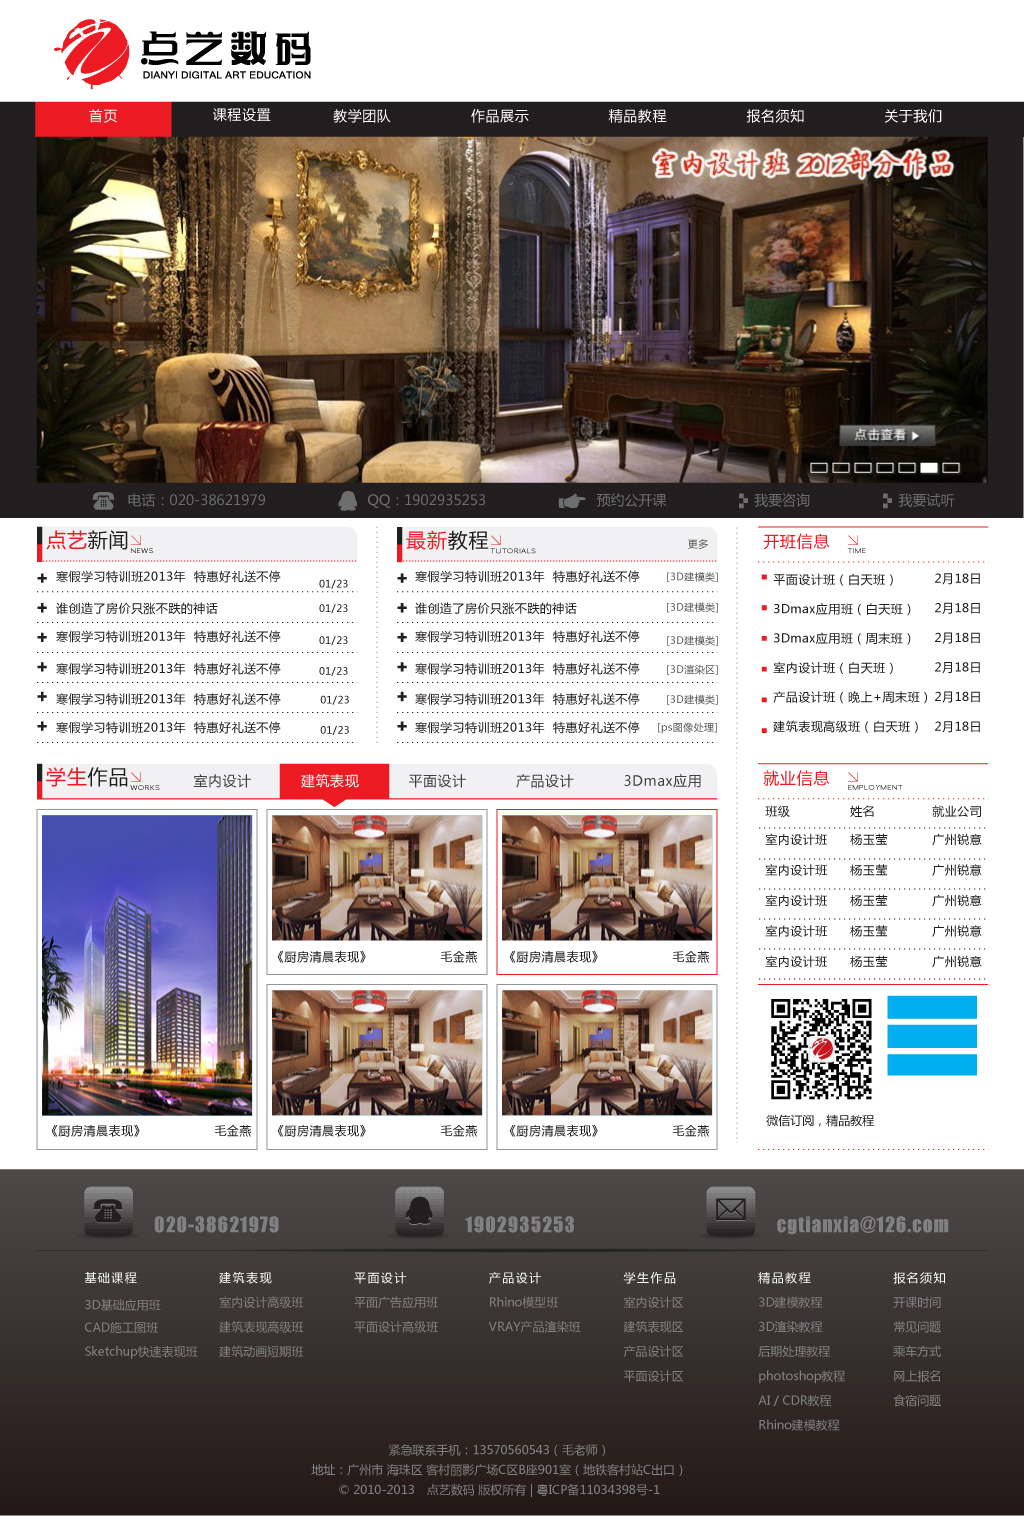 点艺数码
DIANYI DIGITAL ART EDUCATION
首页 课程设置 教学团队 作品展示 精品教程 报名须知 关于我们
室内设计班 2012部分作品
点击查看
电话：020-38621979 QQ：1902935253 预约公开课 我要咨询 我要试听
点艺新闻 NEWS
寒假学习特训班2013年 特惠好礼送不停 01/23
谁创造了房价只涨不跌的神话 01/23
寒假学习特训班2013年 特惠好礼送不停 01/23
寒假学习特训班2013年 特惠好礼送不停 01/23
寒假学习特训班2013年 特惠好礼送不停 01/23
寒假学习特训班2013年 特惠好礼送不停 01/23
最新教程 TUTORIALS 更多
寒假学习特训班2013年 特惠好礼送不停 [3D建模类]
谁创造了房价只涨不跌的神话 [3D建模类]
寒假学习特训班2013年 特惠好礼送不停 [3D建模类]
寒假学习特训班2013年 特惠好礼送不停 [3D渲染区]
寒假学习特训班2013年 特惠好礼送不停 [3D建模类]
寒假学习特训班2013年 特惠好礼送不停 [ps图像处理]
开班信息 TIME
平面设计班（白天班） 2月18日
3Dmax应用班（白天班） 2月18日
3Dmax应用班（周末班） 2月18日
室内设计班（白天班） 2月18日
产品设计班（晚上+周末班） 2月18日
建筑表现高级班（白天班） 2月18日
学生作品 WORKS 室内设计 建筑表现 平面设计 产品设计 3Dmax应用
《厨房清晨表现》 毛金燕
《厨房清晨表现》 毛金燕
《厨房清晨表现》 毛金燕
《厨房清晨表现》 毛金燕
《厨房清晨表现》 毛金燕
就业信息 EMPLOYMENT
班级 姓名 就业公司
室内设计班 杨玉莹 广州锐意
室内设计班 杨玉莹 广州锐意
室内设计班 杨玉莹 广州锐意
室内设计班 杨玉莹 广州锐意
室内设计班 杨玉莹 广州锐意
微信订阅，精品教程
020-38621979 1902935253 cgtianxia@126.com
基础课程
3D基础应用班
CAD施工图班
Sketchup快速表现班
建筑表现
室内设计高级班
建筑表现高级班
建筑动画短期班
平面设计
平面广告应用班
平面设计高级班
产品设计
Rhino模型班
VRAY产品渲染班
学生作品
室内设计区
建筑表现区
产品设计区
平面设计区
精品教程
3D建模教程
3D渲染教程
后期处理教程
photoshop教程
AI / CDR教程
Rhino建模教程
报名须知
开课时间
常见问题
乘车方式
网上报名
食宿问题
紧急联系手机：13570560543（毛老师）
地址：广州市 海珠区 客村丽影广场C区B座901室（地铁客村站C出口）
© 2010-2013 点艺数码 版权所有 | 粤ICP备11034398号-1